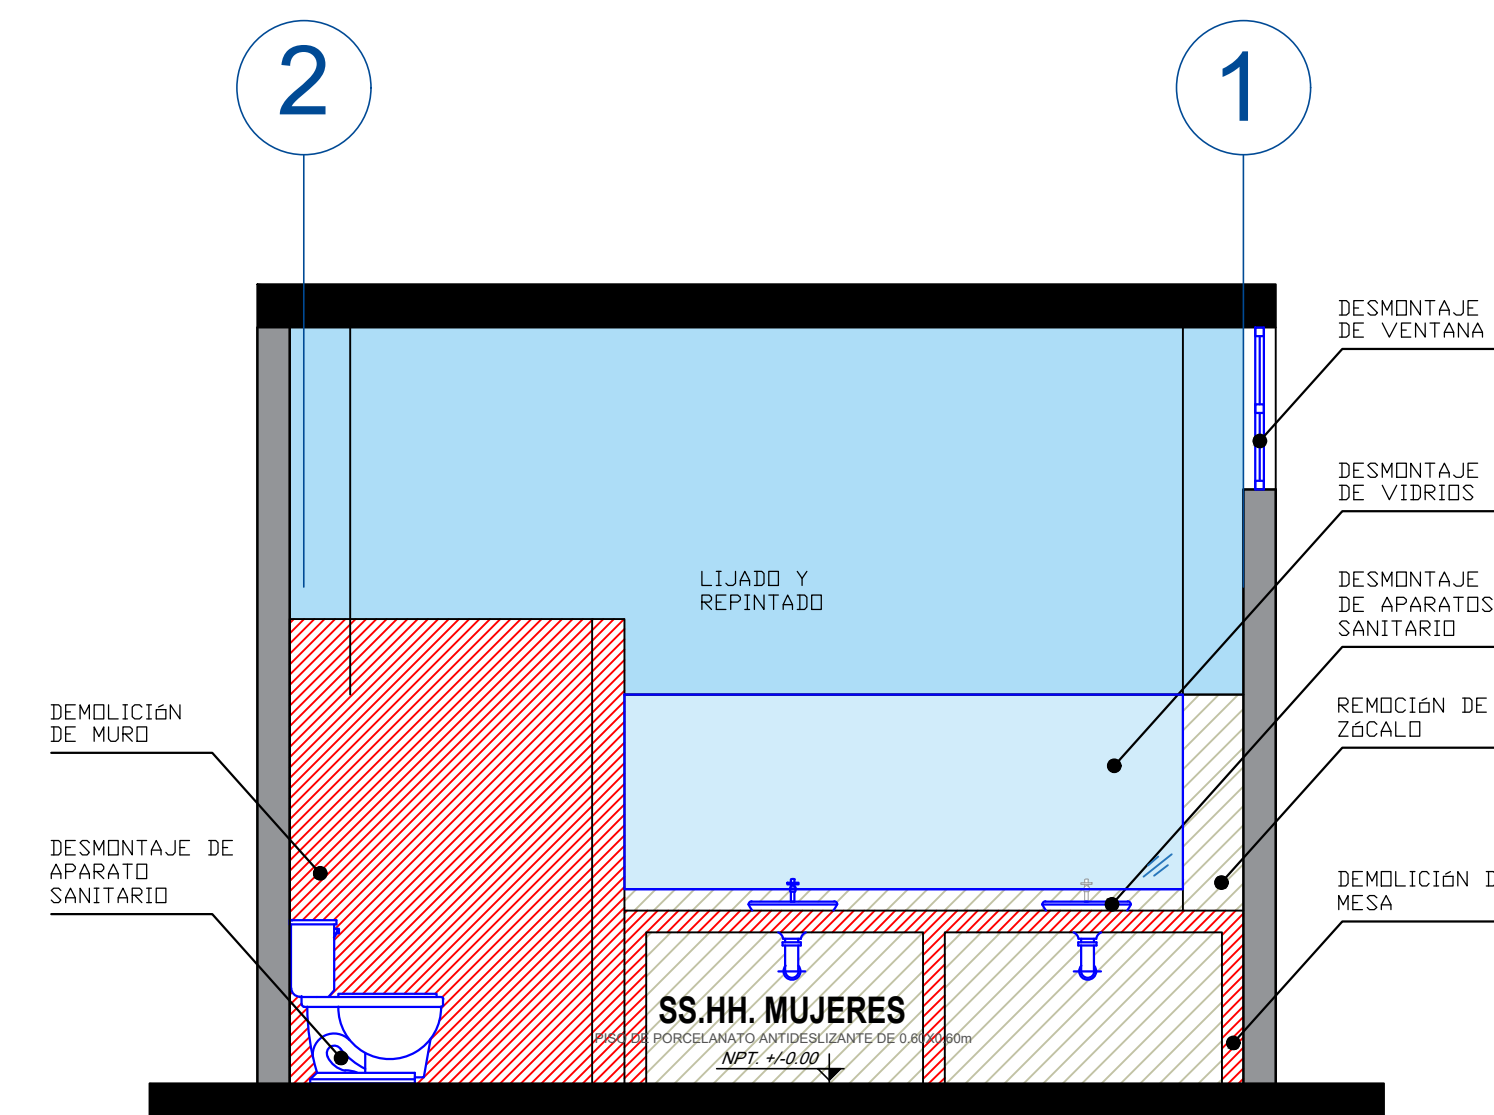 2
1
DESMONTAJE
DE VENTANA
DESMONTAJE
DE VIDRIOS
LIJADO Y
REPINTADO
DESMONTAJE
DE APARATOS
SANITARIO
DEMOLICIóN
DE MURO
REMOCIóN DE
ZóCALO
DESMONTAJE DE
APARATO
SANITARIO
DEMOLICIóN D
MESA
SS.HH. MUJERES
PISO DE PORCELANATO ANTIDESLIZANTE DE 0.60X0.60m
NPT. +/-0.00